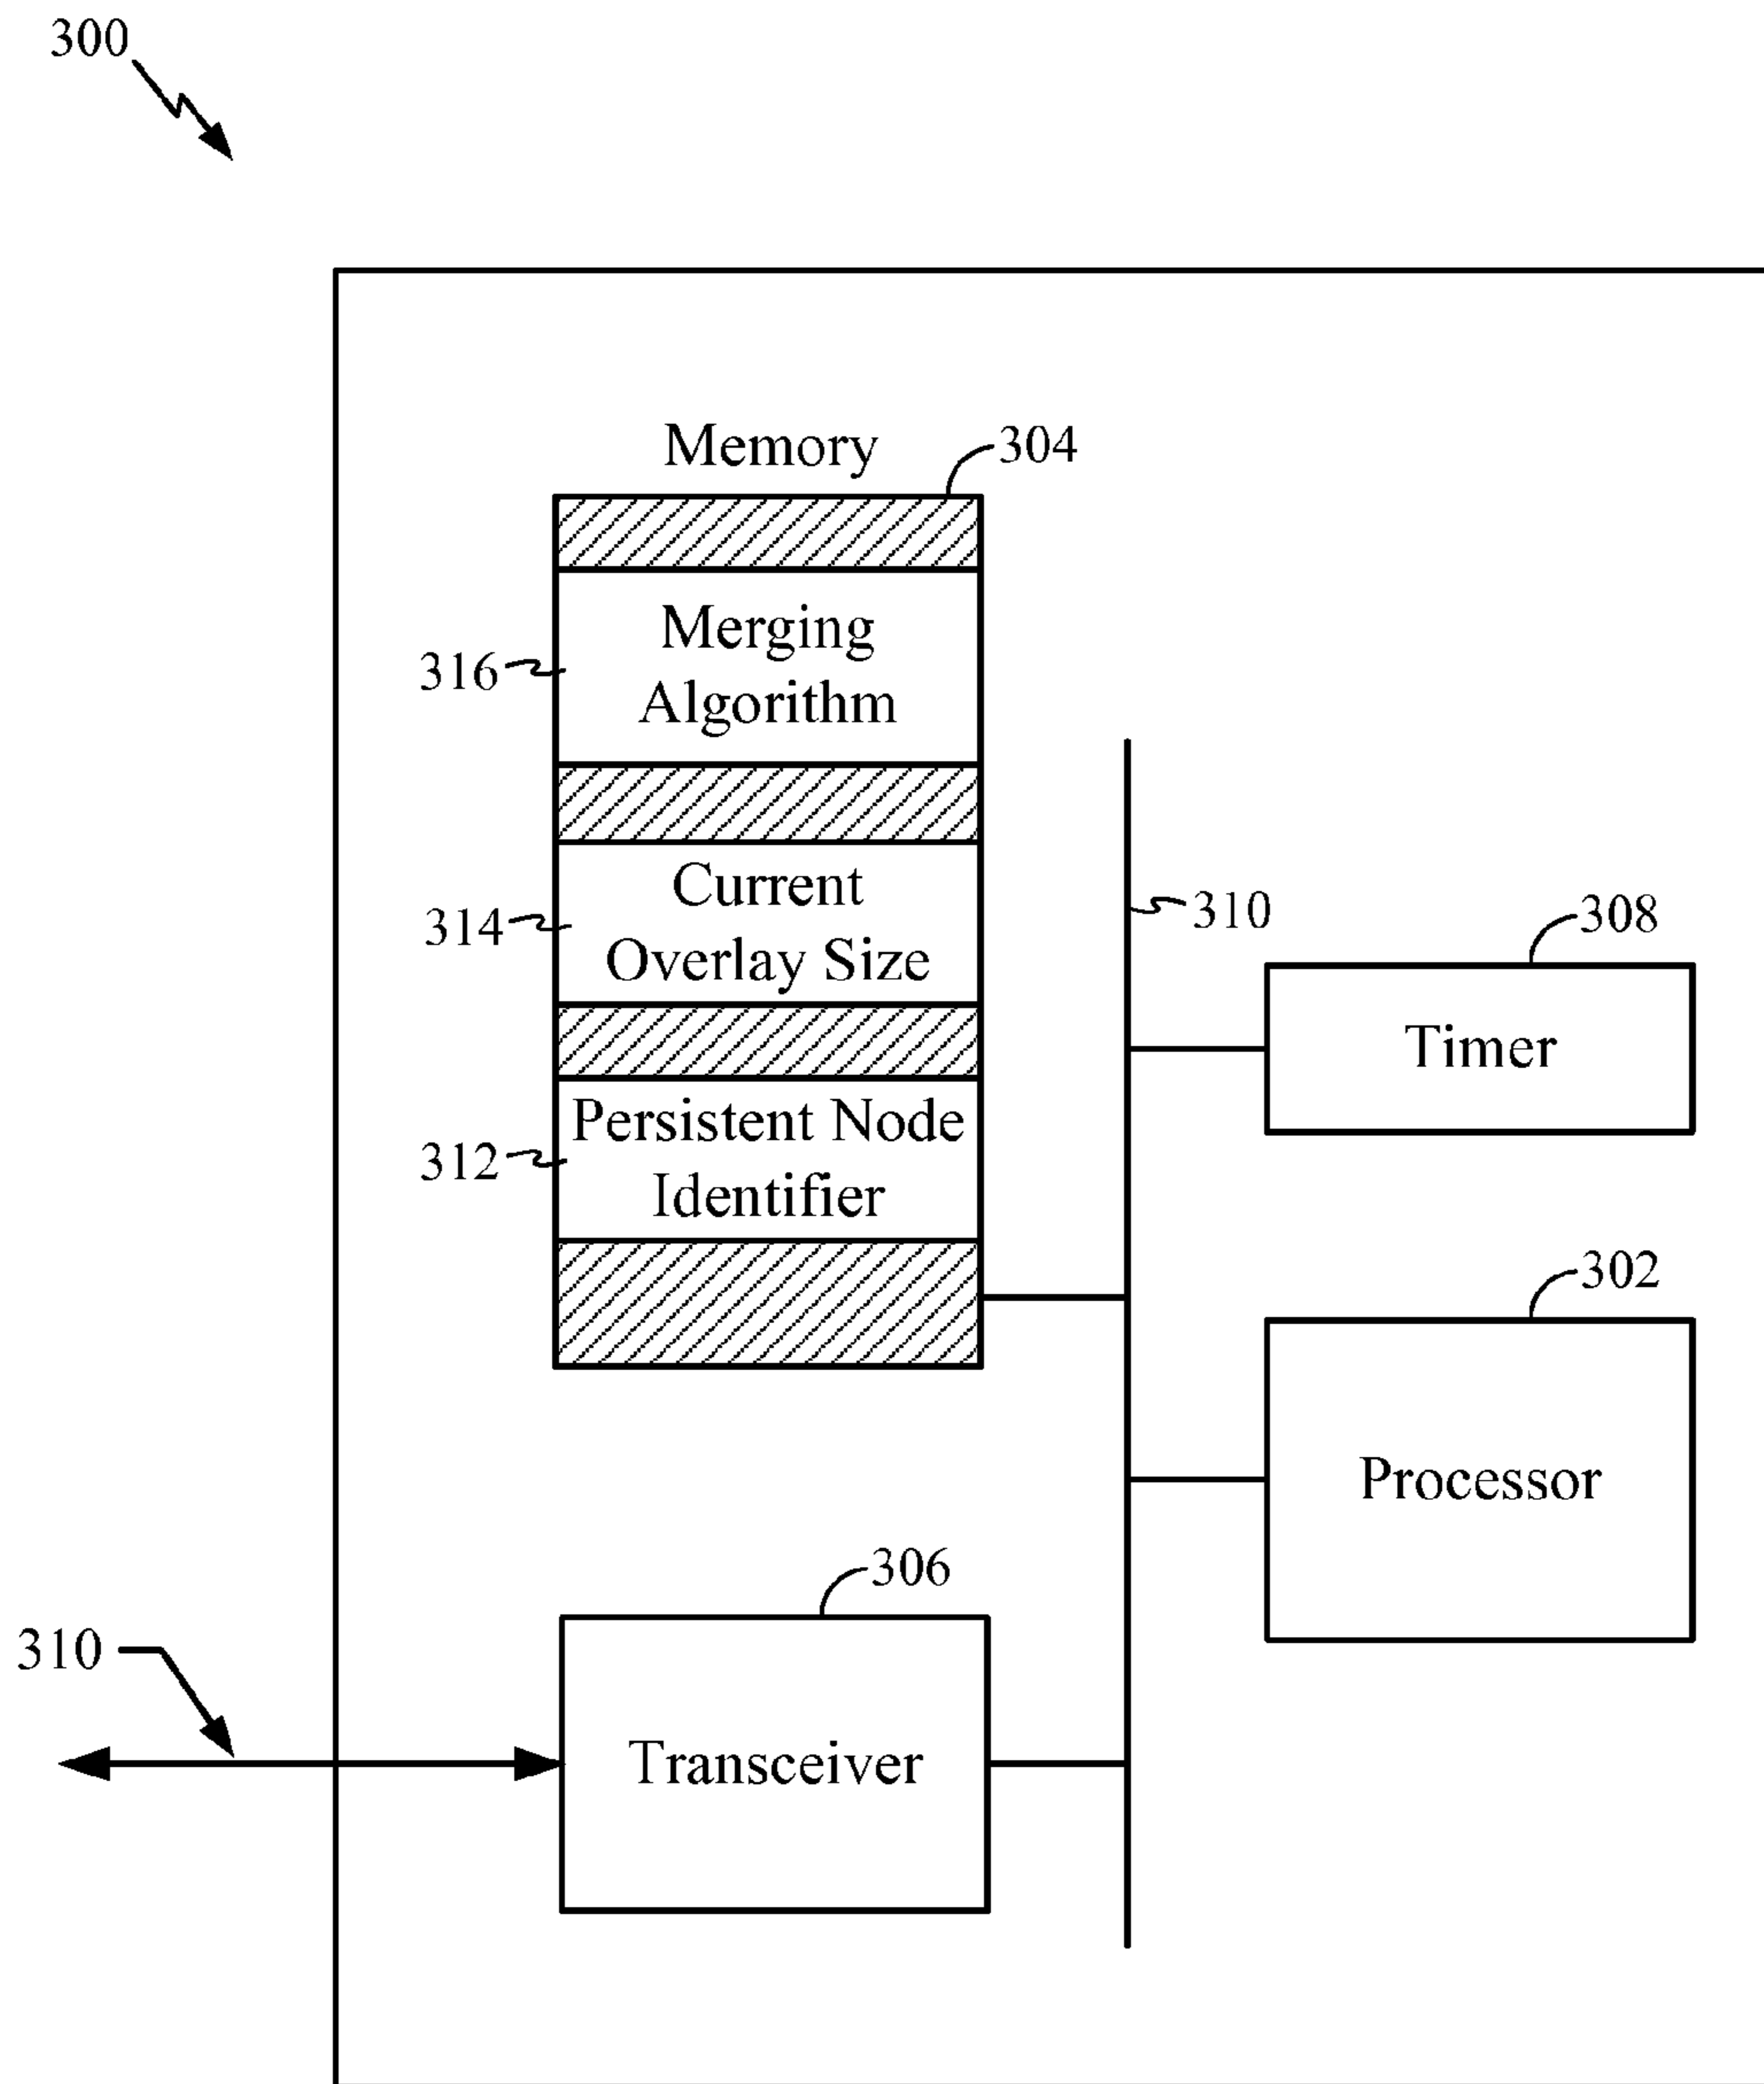 300
Memory
304
Merging
Algorithm
316
Current
Overlay Size
314
310
308
Timer
Persistent Node
Identifier
312
302
Processor
306
310
Transceiver